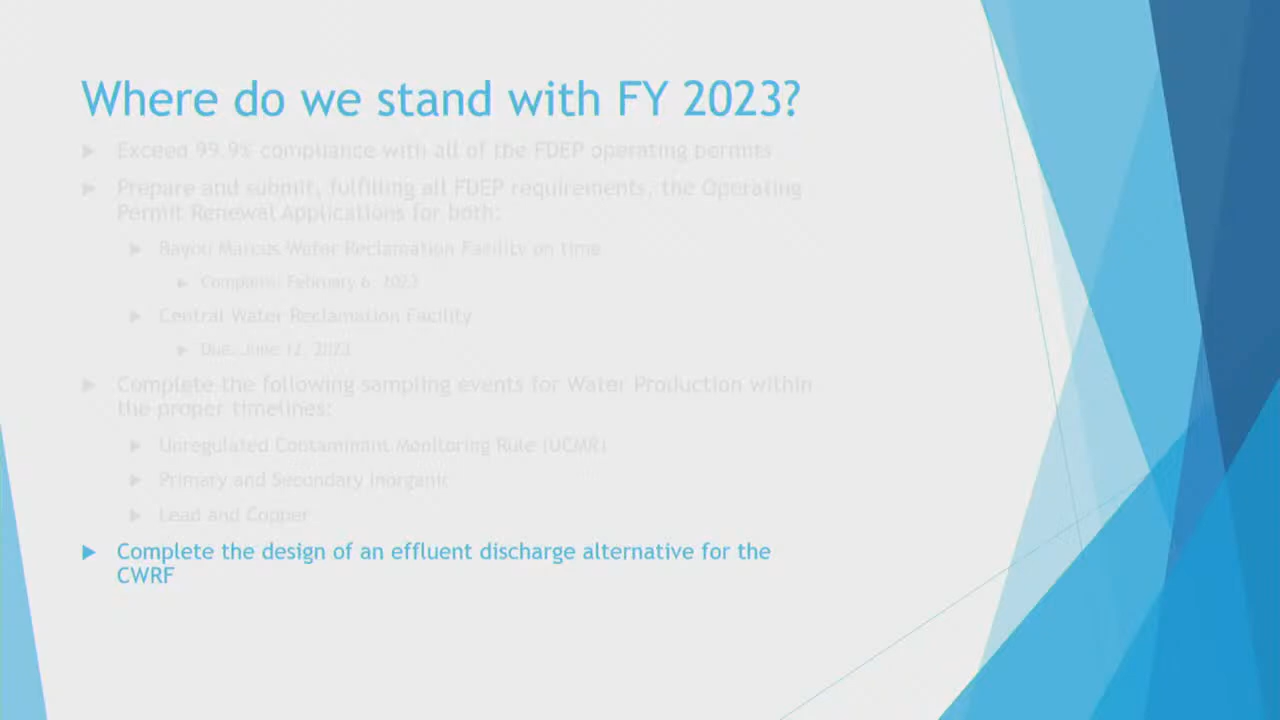 Where do we stand with FY 2023?
Exceed 99.9% compliance with all of the FDEP operating permits
Prepare and submit, fulfilling all FDEP requirements, the Operating
Permit Renewal Applications for both:
Bayou Marcus Water Reclamation Facility on time
Complete: February 6, 2023
Central Water Reclamation Facility
Due: June 12, 2023
Complete the following sampling events for Water Production within
the proper timelines:
Unregulated Contaminant Monitoring Rule (UCMR)
Primary and Secondary Inorganic
Lead and Copper
Complete the design of an effluent discharge alternative for the
CWRF